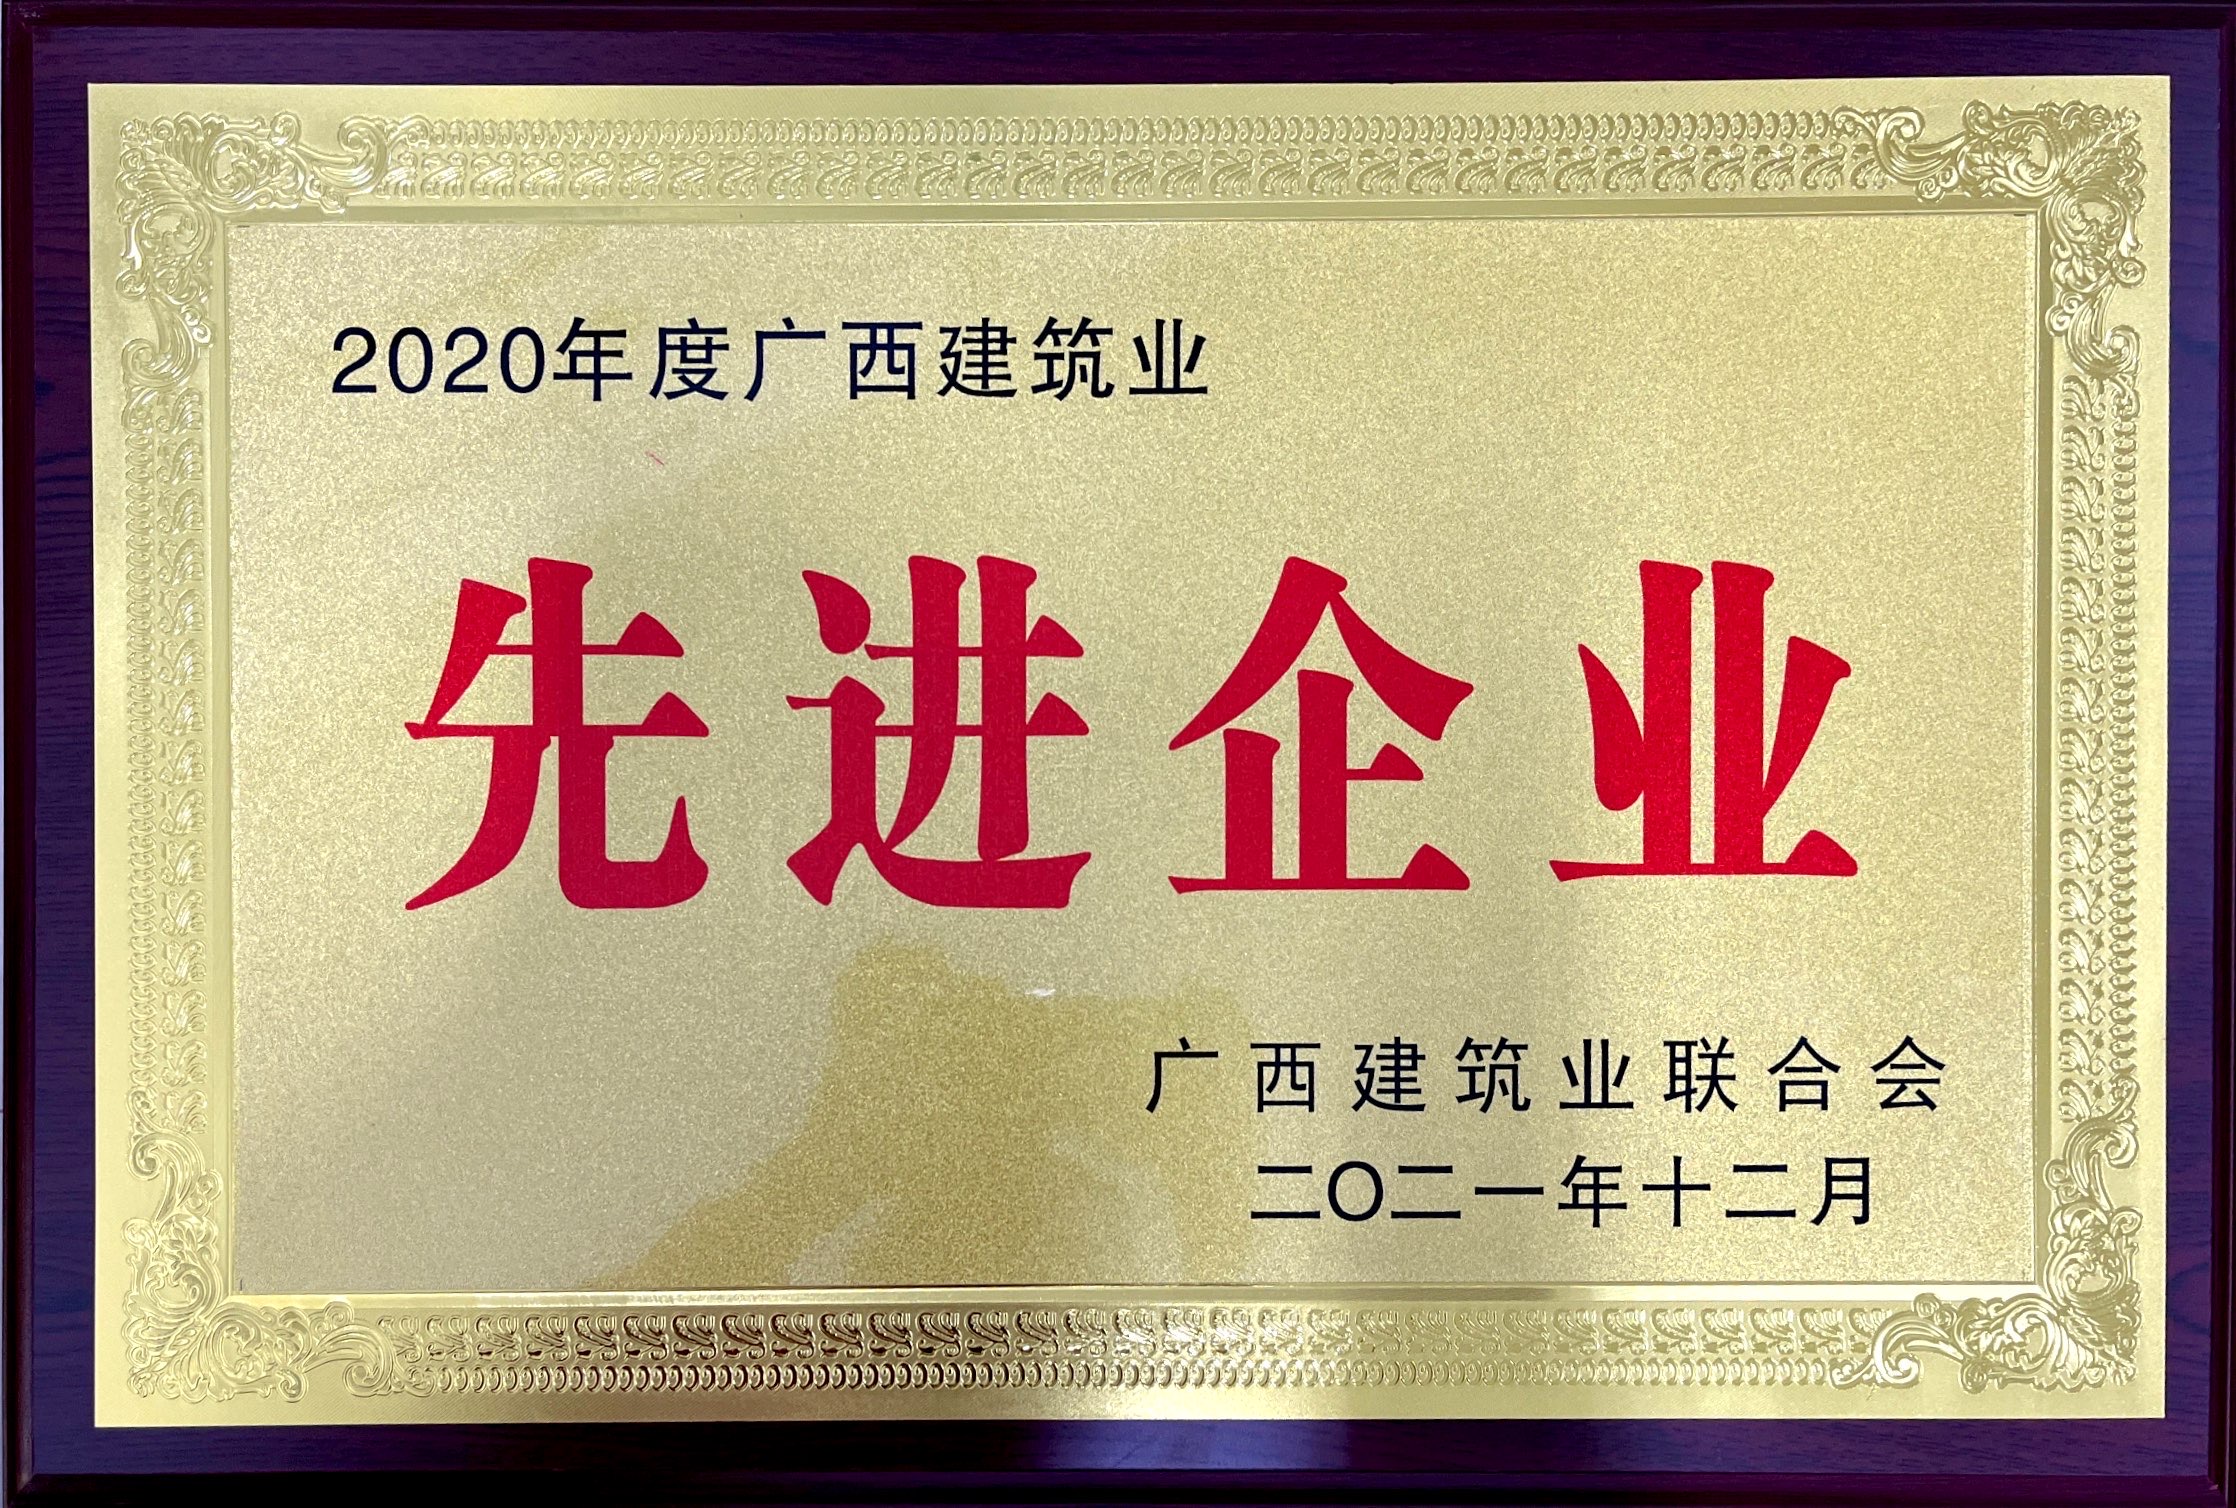 2020年度广西建筑业
先进企业
广西建筑业联合会
二〇二一年十二月